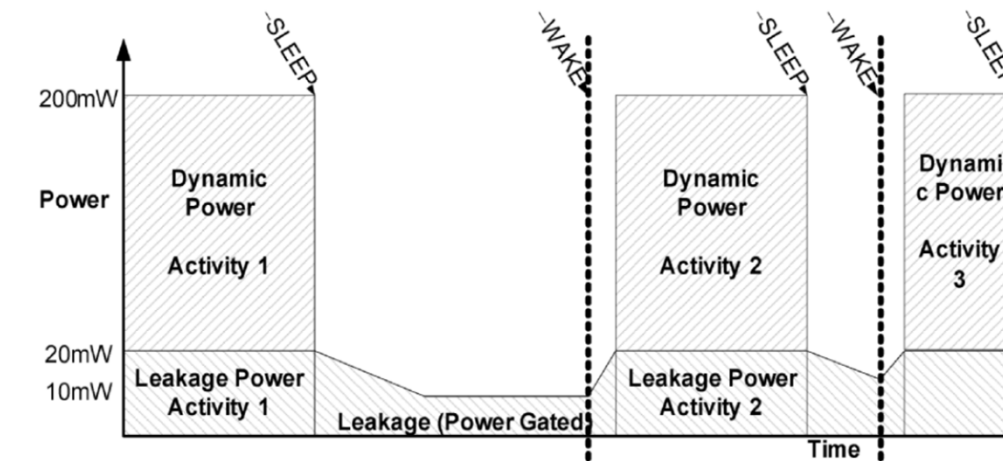 ~SLEEP
~WAKE
~SLEEP
~WAKE
~SLEEP
200mW
Dynamic
Power
Activity 1
Dynamic
Power
Activity 2
Dynami
c Power
Activity
3
Power
20mW
10mW
Leakage Power
Activity 1
Leakage (Power Gated)
Leakage Power
Activity 2
Time